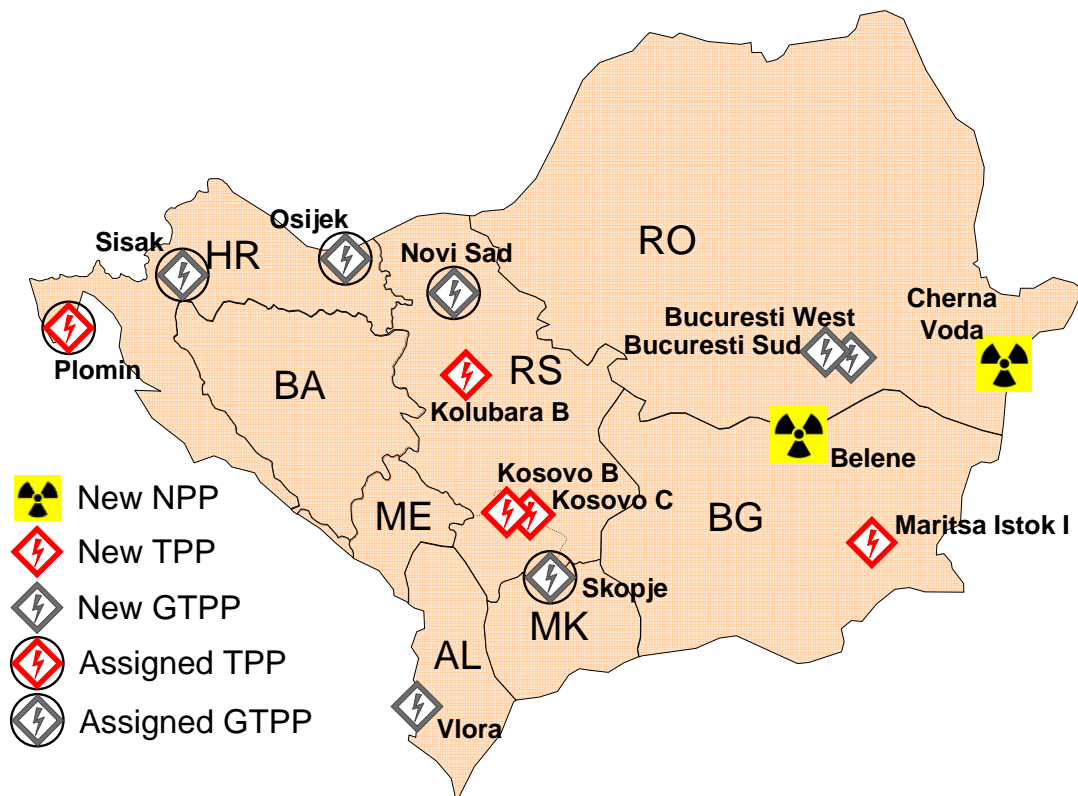 Osijek
Sisak
HR
Novi Sad
RO
Cherna
Voda
Bucuresti West
Bucuresti Sud
Plomin
BA
RS
Kolubara B
Belene
Kosovo B
Kosovo C
ME
BG
Maritsa Istok I
Skopje
MK
AL
Vlora
New NPP
New TPP
New GTPP
Assigned TPP
Assigned GTPP